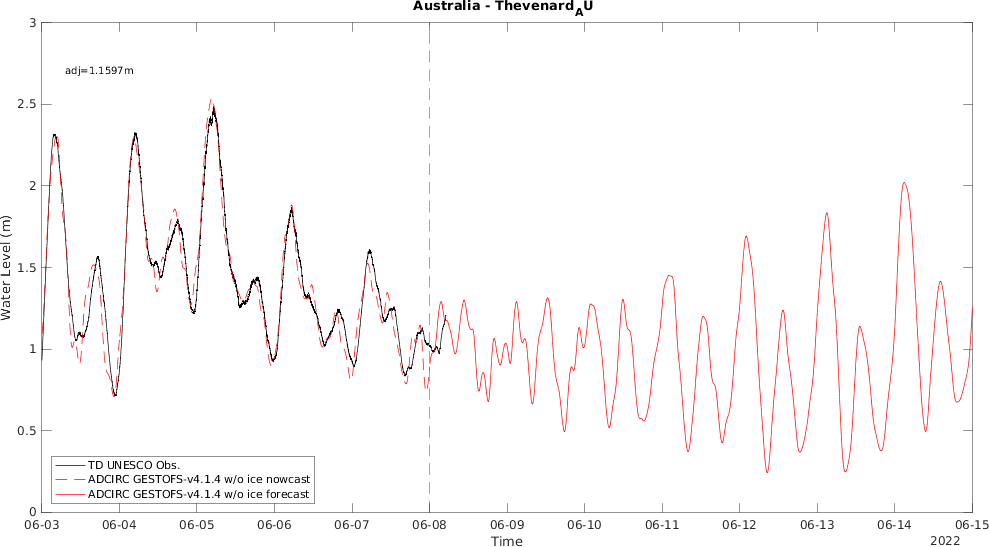 Australia - Thevenard_AU
adj=1.1597m
Water Level (m)
3
2.5
2
1.5
1
0.5
0
TD UNESCO Obs.
ADCIRC GESTOFS-v4.1.4 w/o ice nowcast
ADCIRC GESTOFS-v4.1.4 w/o ice forecast
06-03 06-04 06-05 06-06 06-07 06-08 06-09 06-10 06-11 06-12 06-13 06-14 06-15
Time
2022